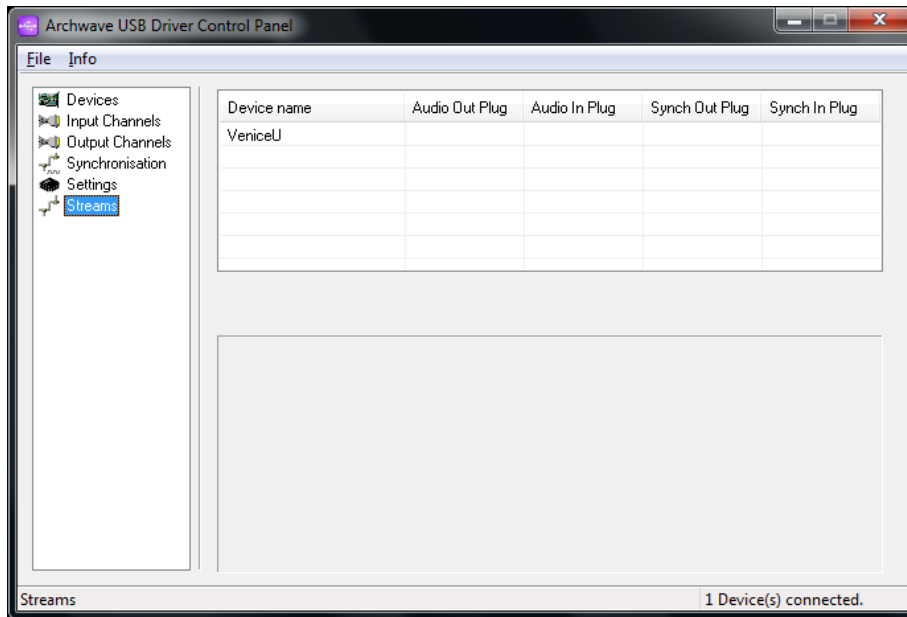 Archwave USB Driver Control Panel
File Info
Devices
Input Channels
Output Channels
Synchronisation
Settings
Streams
Device name Audio Out Plug Audio In Plug Synch Out Plug Synch In Plug
VeniceU
Streams 1 Device(s) connected.